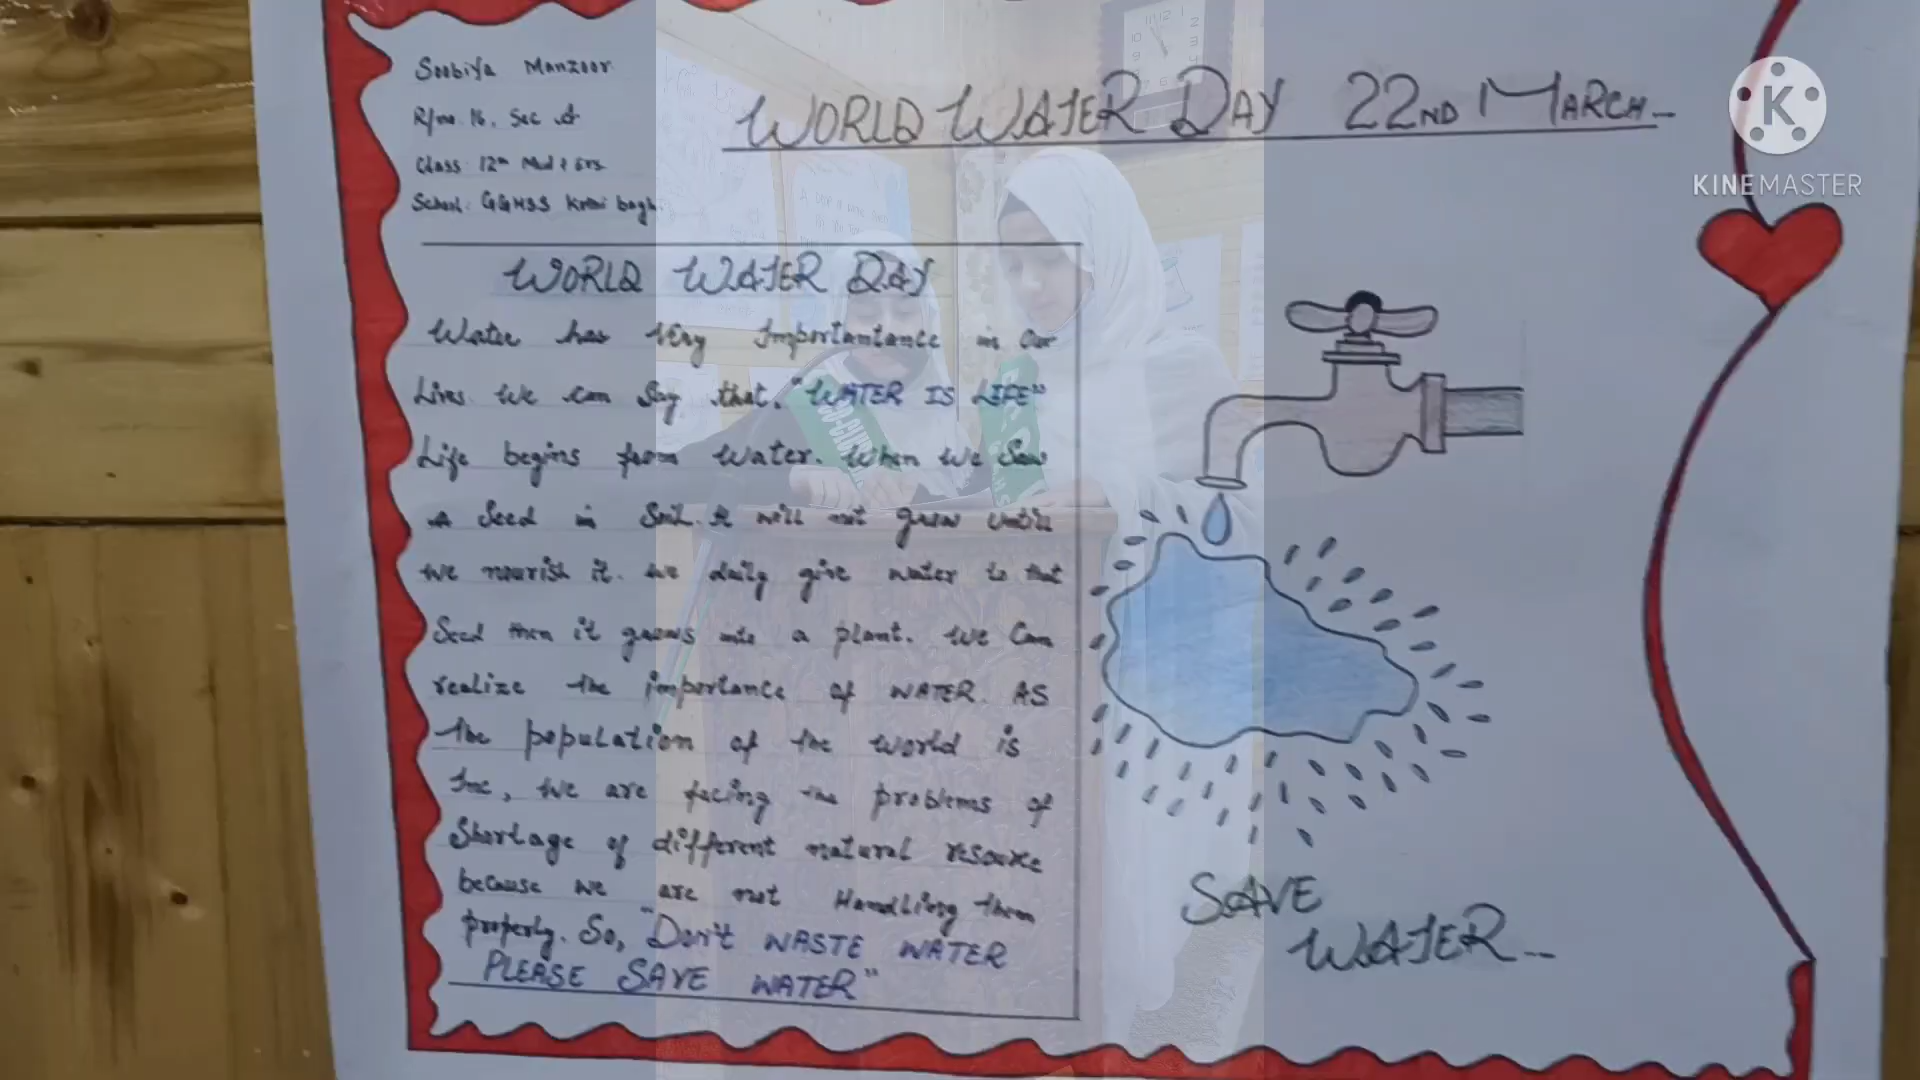 Soobiya Manzoor
R/no. 16. Sec A
Class: 12th Med + Grs.
School: GGHSS Kothi bagh.
WORLD WATER DAY 22ND MARCH
WORLD WATER DAY
Water has very Importantance in Our
Lives. We can Say that. "WATER IS LIFE"
Life begins from Water. When we Sow
A Seed in Soil. It will not grow untill
we nourish it. We daily give water to that
Seed then it grows into a plant. We Can
realize the importance of WATER. AS
the population of the world is
Inc, we are facing the problems of
Shortage of different natural resource
because we are not Handling them
properly. So, "Don't WASTE WATER
PLEASE SAVE WATER"
SAVE
WATER
KINEMASTER